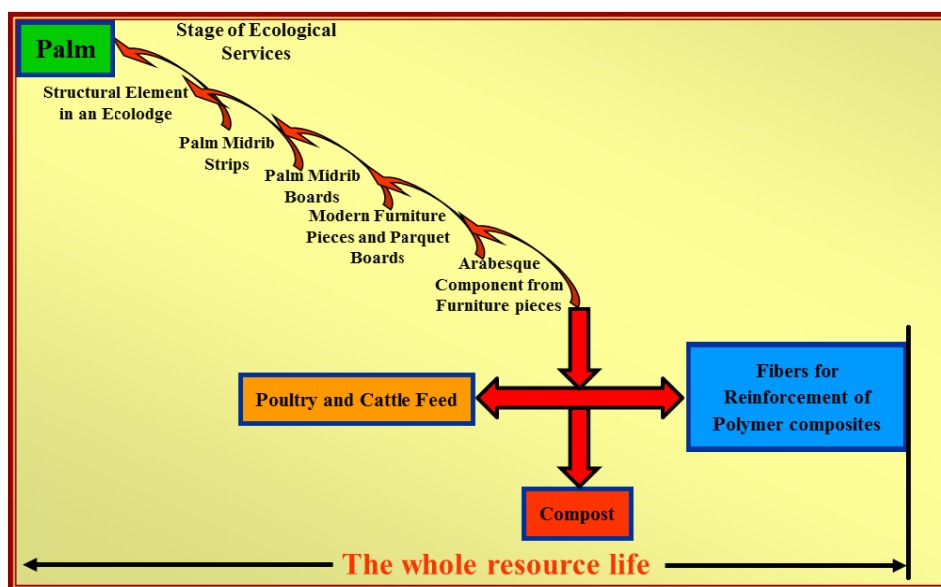 Palm
Stage of Ecological
Services
Structural Element
in an Ecolodge
Palm Midrib
Strips
Palm Midrib
Boards
Modern Furniture
Pieces and Parquet
Boards
Arabesque
Component from
Furniture pieces
Poultry and Cattle Feed
Fibers for
Reinforcement of
Polymer composites
Compost
The whole resource life